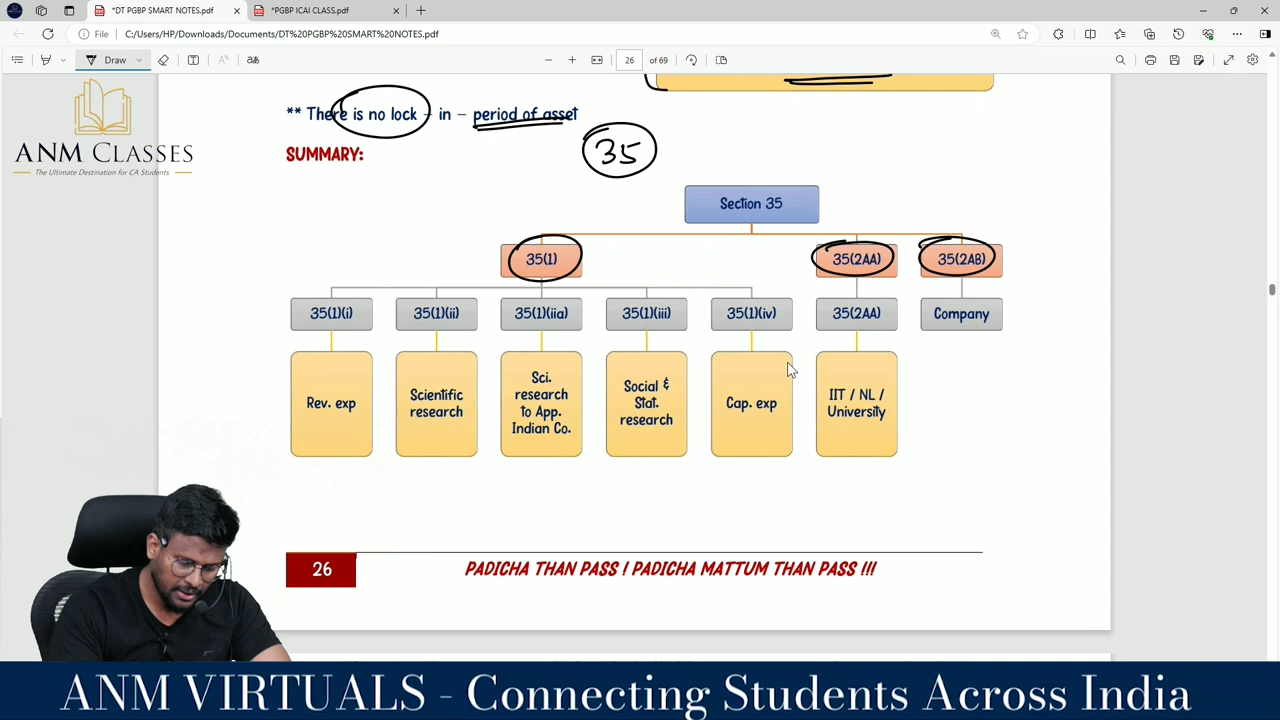 *DT PGBP SMART NOTES.pdf
*PGBP ICAI CLASS.pdf
File
C:/Users/HP/Downloads/Documents/DT%20PGBP%20SMART%20NOTES.pdf
Draw
26 of 69
** There is no lock - in – period of asset
35
ANM CLASSES
The Ultimate Destination for CA Students
SUMMARY:
Section 35
35(1) 35(2AA) 35(2AB)
35(1)(i) 35(1)(ii) 35(1)(iia) 35(1)(iii) 35(1)(iv) 35(2AA) Company
Rev. exp
Scientific
research
Sci.
research
to App.
Indian Co.
Social &
Stat.
research
Cap. exp
IIT / NL /
University
26
PADICHA THAN PASS ! PADICHA MATTUM THAN PASS !!!
ANM VIRTUALS - Connecting Students Across India